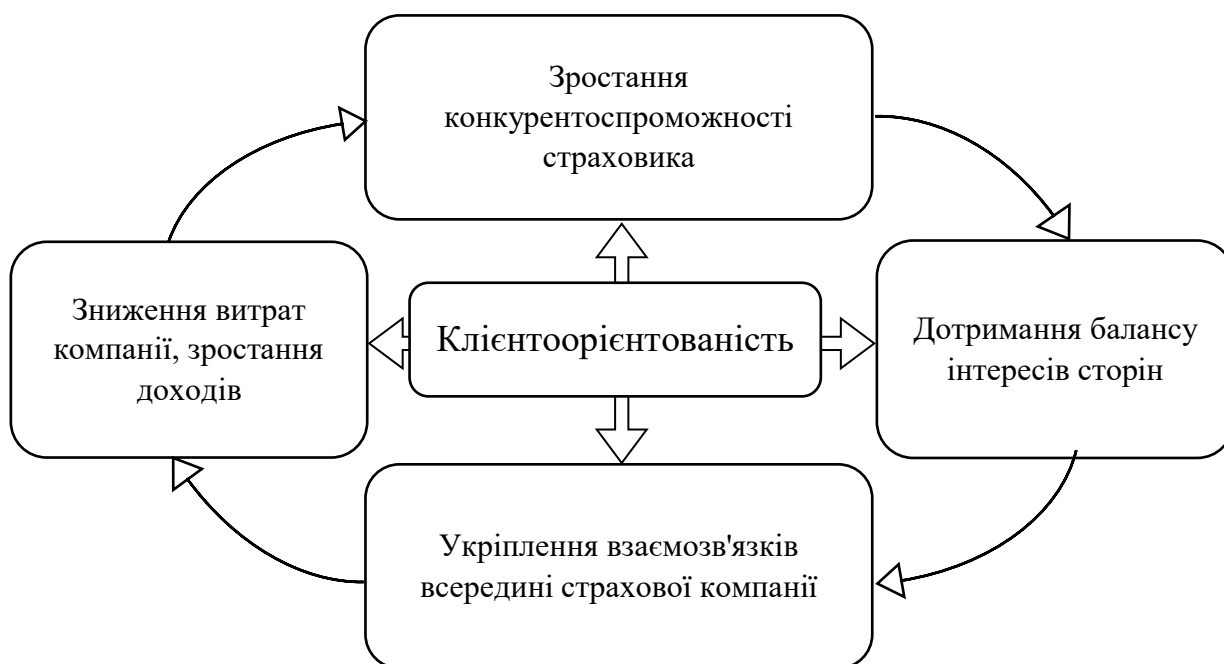 Зростання
конкурентоспроможності
страховика
Зниження витрат
компанії, зростання
доходів
Клієнтоорієнтованість
Дотримання балансу
інтересів сторін
Укріплення взаємозв'язків
всередині страхової компанії